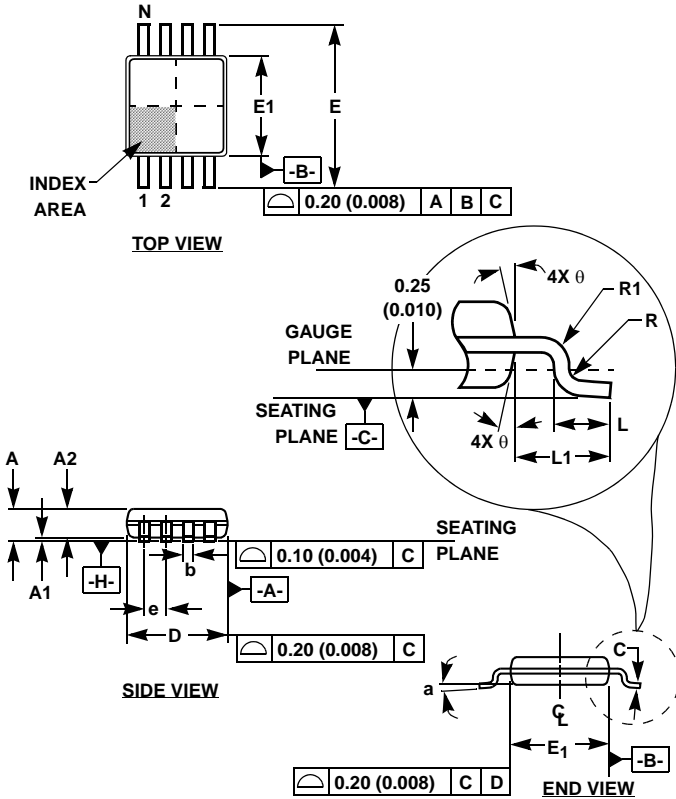 N
E1
E
-B-
INDEX
AREA
1 2
0.20 (0.008) A B C
TOP VIEW
0.25
(0.010)
4X θ
R1
R
GAUGE
PLANE
SEATING
PLANE
-C-
4X θ
L
L1
A A2
SEATING
PLANE
A1
-H-
b
0.10 (0.004) C
-A-
e
D
0.20 (0.008) C
SIDE VIEW
C
a
CL
E1
-B-
0.20 (0.008) C D
END VIEW